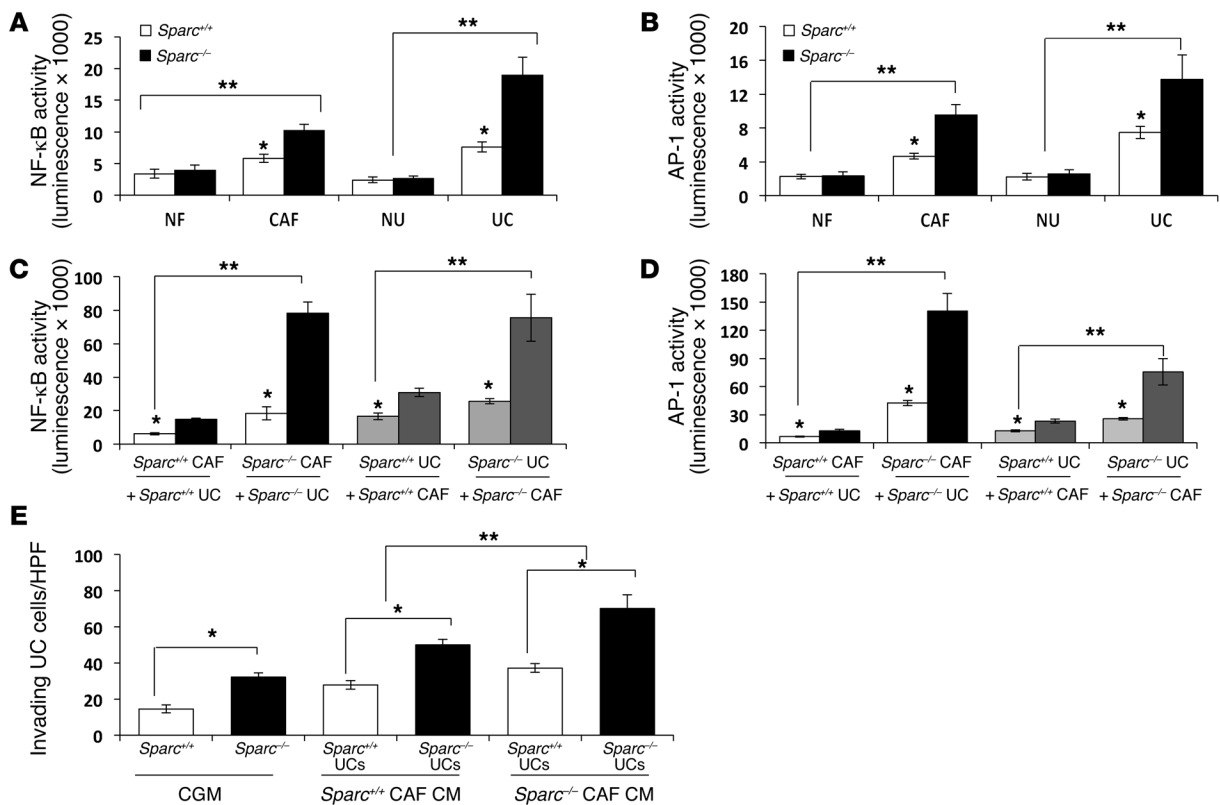 A
NF-κB activity
(luminescence × 1000)
Sparc+/+
Sparc–/–
25
20
15
10
5
0
**
*
**
*
NF
CAF
NU
UC
B
AP-1 activity
(luminescence × 1000)
Sparc+/+
Sparc–/–
20
16
12
8
4
0
**
*
**
*
NF
CAF
NU
UC
C
NF-κB activity
(luminescence × 1000)
100
80
60
40
20
0
**
**
*
*
*
*
Sparc+/+ CAF
+ Sparc+/+ UC
Sparc–/– CAF
+ Sparc–/– UC
Sparc+/+ UC
+ Sparc+/+ CAF
Sparc–/– UC
+ Sparc–/– CAF
D
AP-1 activity
(luminescence × 1000)
180
150
120
90
60
30
0
**
**
*
*
*
*
Sparc+/+ CAF
+ Sparc+/+ UC
Sparc–/– CAF
+ Sparc–/– UC
Sparc+/+ UC
+ Sparc+/+ CAF
Sparc–/– UC
+ Sparc–/– CAF
E
Invading UC cells/HPF
100
80
60
40
20
0
*
**
*
*
Sparc+/+
Sparc–/–
Sparc+/+
UCs
Sparc–/–
UCs
Sparc+/+
UCs
Sparc–/–
UCs
CGM
Sparc+/+ CAF CM
Sparc–/– CAF CM